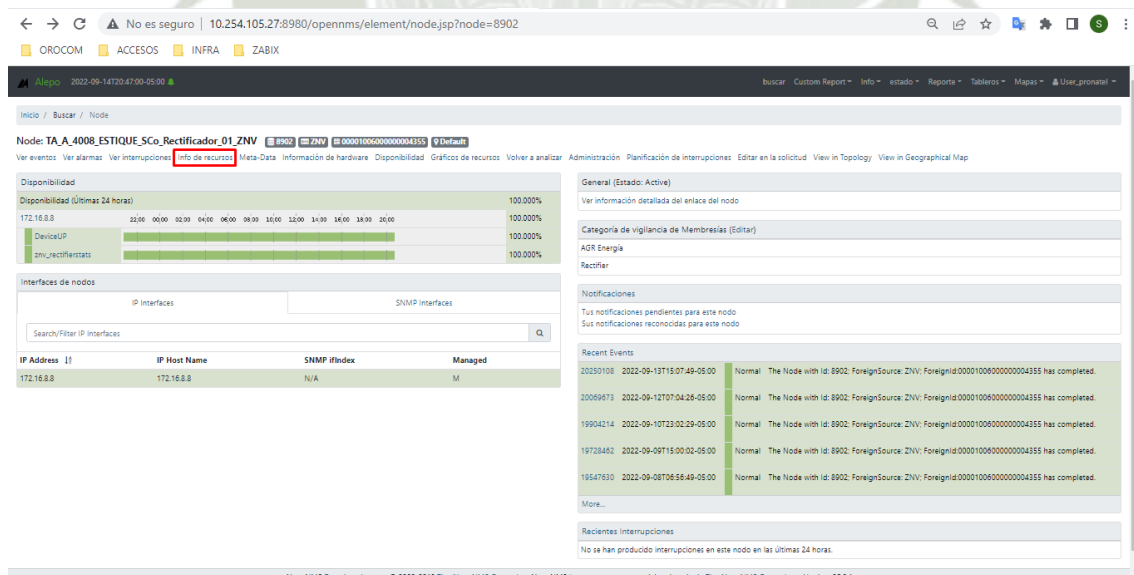 No es seguro | 10.254.105.27:8980/opennms/element/node.jsp?node=8902
S
OROCOM ACCESOS INFRA ZABIX
Alepo 2022-09-14T20:47:00-05:00
buscar Custom Report Info estado Reporte Tableros Mapas User_pronatel
Inicio / Buscar / Node
Node: TA_A_4008_ESTIQUE_SCo_Rectificador_01_ZNV 8902 ZNV 00001006000000004355 Default
Ver eventos Ver alarmas Ver interrupciones Info de recursos Meta-Data Información de hardware Disponibilidad Gráficos de recursos Volver a analizar Administración Planificación de interrupciones Editar en la solicitud View in Topology View in Geographical Map
Disponibilidad
Disponibilidad (Últimas 24 horas) 100.000%
172.16.8.8 22:00 00:00 02:00 04:00 06:00 08:00 10:00 12:00 14:00 16:00 18:00 20:00 100.000%
DeviceUP 100.000%
znv_rectifierstats 100.000%
Interfaces de nodos
IP Interfaces SNMP Interfaces
Search/Filter IP Interfaces
IP Address IP Host Name SNMP ifIndex Managed
172.16.8.8 172.16.8.8 N/A M
General (Estado: Active)
Ver información detallada del enlace del nodo
Categoría de vigilancia de Membresías (Editar)
AGR Energía
Rectifier
Notificaciones
Tus notificaciones pendientes para este nodo
Sus notificaciones reconocidas para este nodo
Recent Events
20250108 2022-09-13T15:07:49-05:00 Normal The Node with Id: 8902; ForeignSource: ZNV; ForeignId:00001006000000004355 has completed.
20069673 2022-09-12T07:04:26-05:00 Normal The Node with Id: 8902; ForeignSource: ZNV; ForeignId:00001006000000004355 has completed.
19904214 2022-09-10T23:02:29-05:00 Normal The Node with Id: 8902; ForeignSource: ZNV; ForeignId:00001006000000004355 has completed.
19728462 2022-09-09T15:00:02-05:00 Normal The Node with Id: 8902; ForeignSource: ZNV; ForeignId:00001006000000004355 has completed.
19547630 2022-09-08T06:56:49-05:00 Normal The Node with Id: 8902; ForeignSource: ZNV; ForeignId:00001006000000004355 has completed.
More...
Recientes Interrupciones
No se han producido interrupciones en este nodo en las últimas 24 horas.